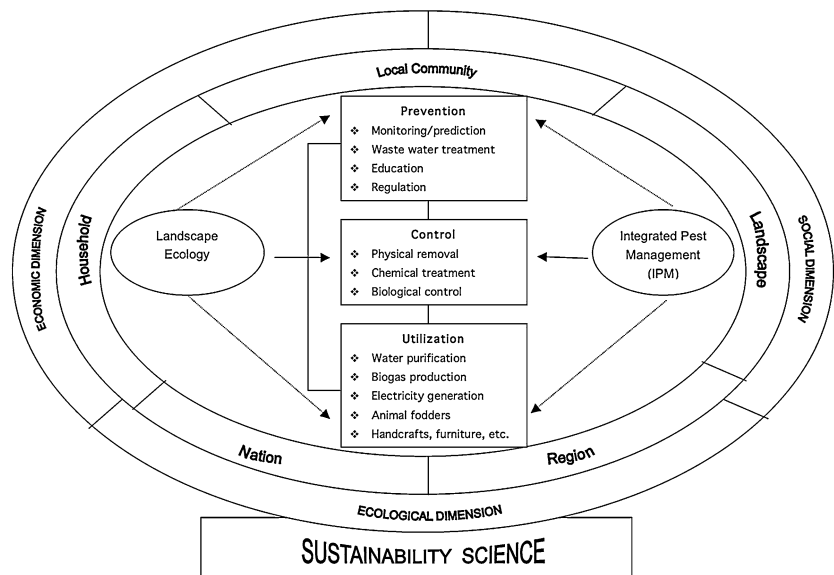 Local Community
Prevention
❖ Monitoring/prediction
❖ Waste water treatment
❖ Education
❖ Regulation
ECONOMIC DIMENSION
Household
Landscape
Ecology
Control
❖ Physical removal
❖ Chemical treatment
❖ Biological control
Integrated Pest
Management
(IPM)
Landscape
SOCIAL DIMENSION
Utilization
❖ Water purification
❖ Biogas production
❖ Electricity generation
❖ Animal fodders
❖ Handcrafts, furniture, etc.
Nation
Region
ECOLOGICAL DIMENSION
SUSTAINABILITY SCIENCE